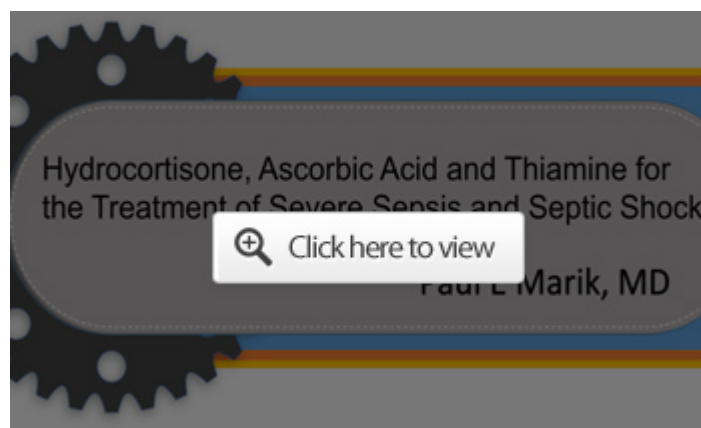 Hydrocortisone, Ascorbic Acid and Thiamine for
the Treatment of Severe Sepsis and Septic Shock
Click here to view
Paul E Marik, MD